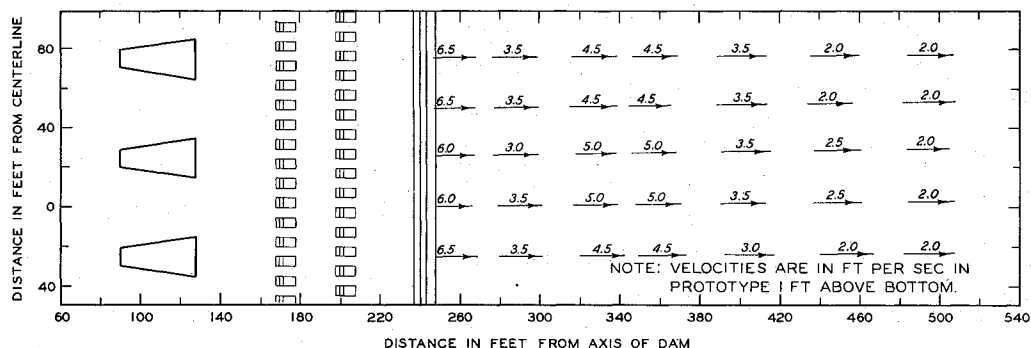 DISTANCE IN FEET FROM CENTERLINE
80
40
0
40
6.5 3.5 4.5 4.5 3.5 2.0 2.0
6.5 3.5 4.5 4.5 3.5 2.0 2.0
6.0 3.0 5.0 5.0 3.5 2.5 2.0
6.0 3.5 5.0 5.0 3.5 2.5 2.0
6.5 3.5 4.5 4.5 3.0 2.0 2.0
NOTE: VELOCITIES ARE IN FT PER SEC IN
PROTOTYPE 1 FT ABOVE BOTTOM.
60 100 140 180 220 260 300 340 380 420 460 500 540
DISTANCE IN FEET FROM AXIS OF DAM